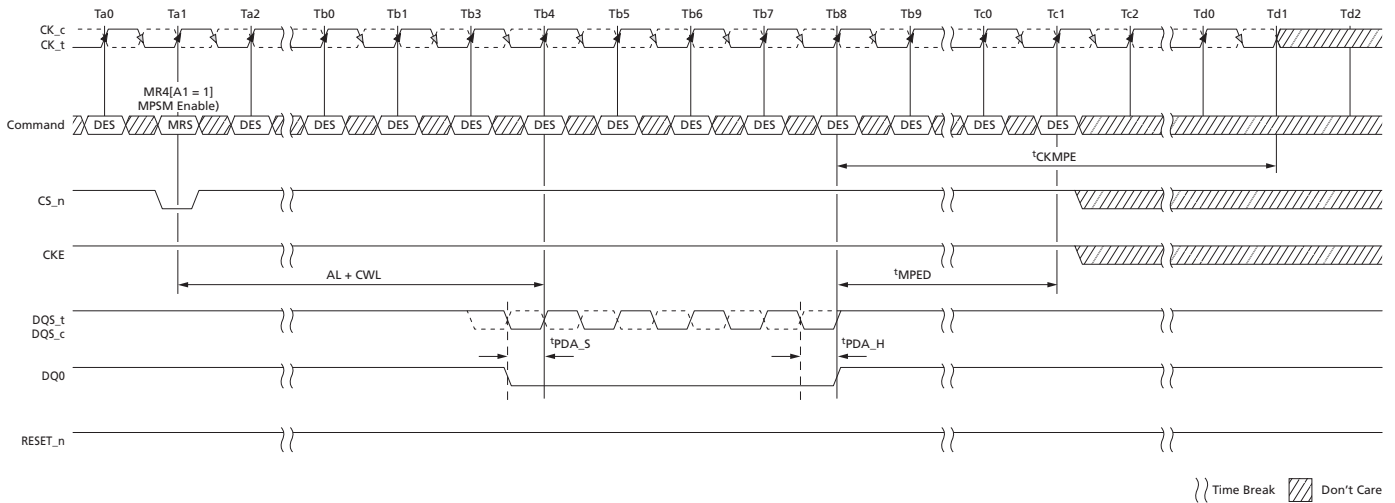 Ta0 Ta1 Ta2 Tb0 Tb1 Tb2 Tb3 Tb4 Tb5 Tb6 Tb7 Tb8 Tb9 Tc0 Tc1 Tc2 Td0 Td1 Td2
CK_c
CK_t
MR4[A1 = 1]
MPSM Enable)
Command DES MRS DES DES DES DES DES DES DES DES DES DES DES DES
tCKMPE
CS_n
CKE
AL + CWL tMPED
DQS_t
DQS_c
tPDA_S tPDA_H
DQ0
RESET_n
Time Break Don't Care